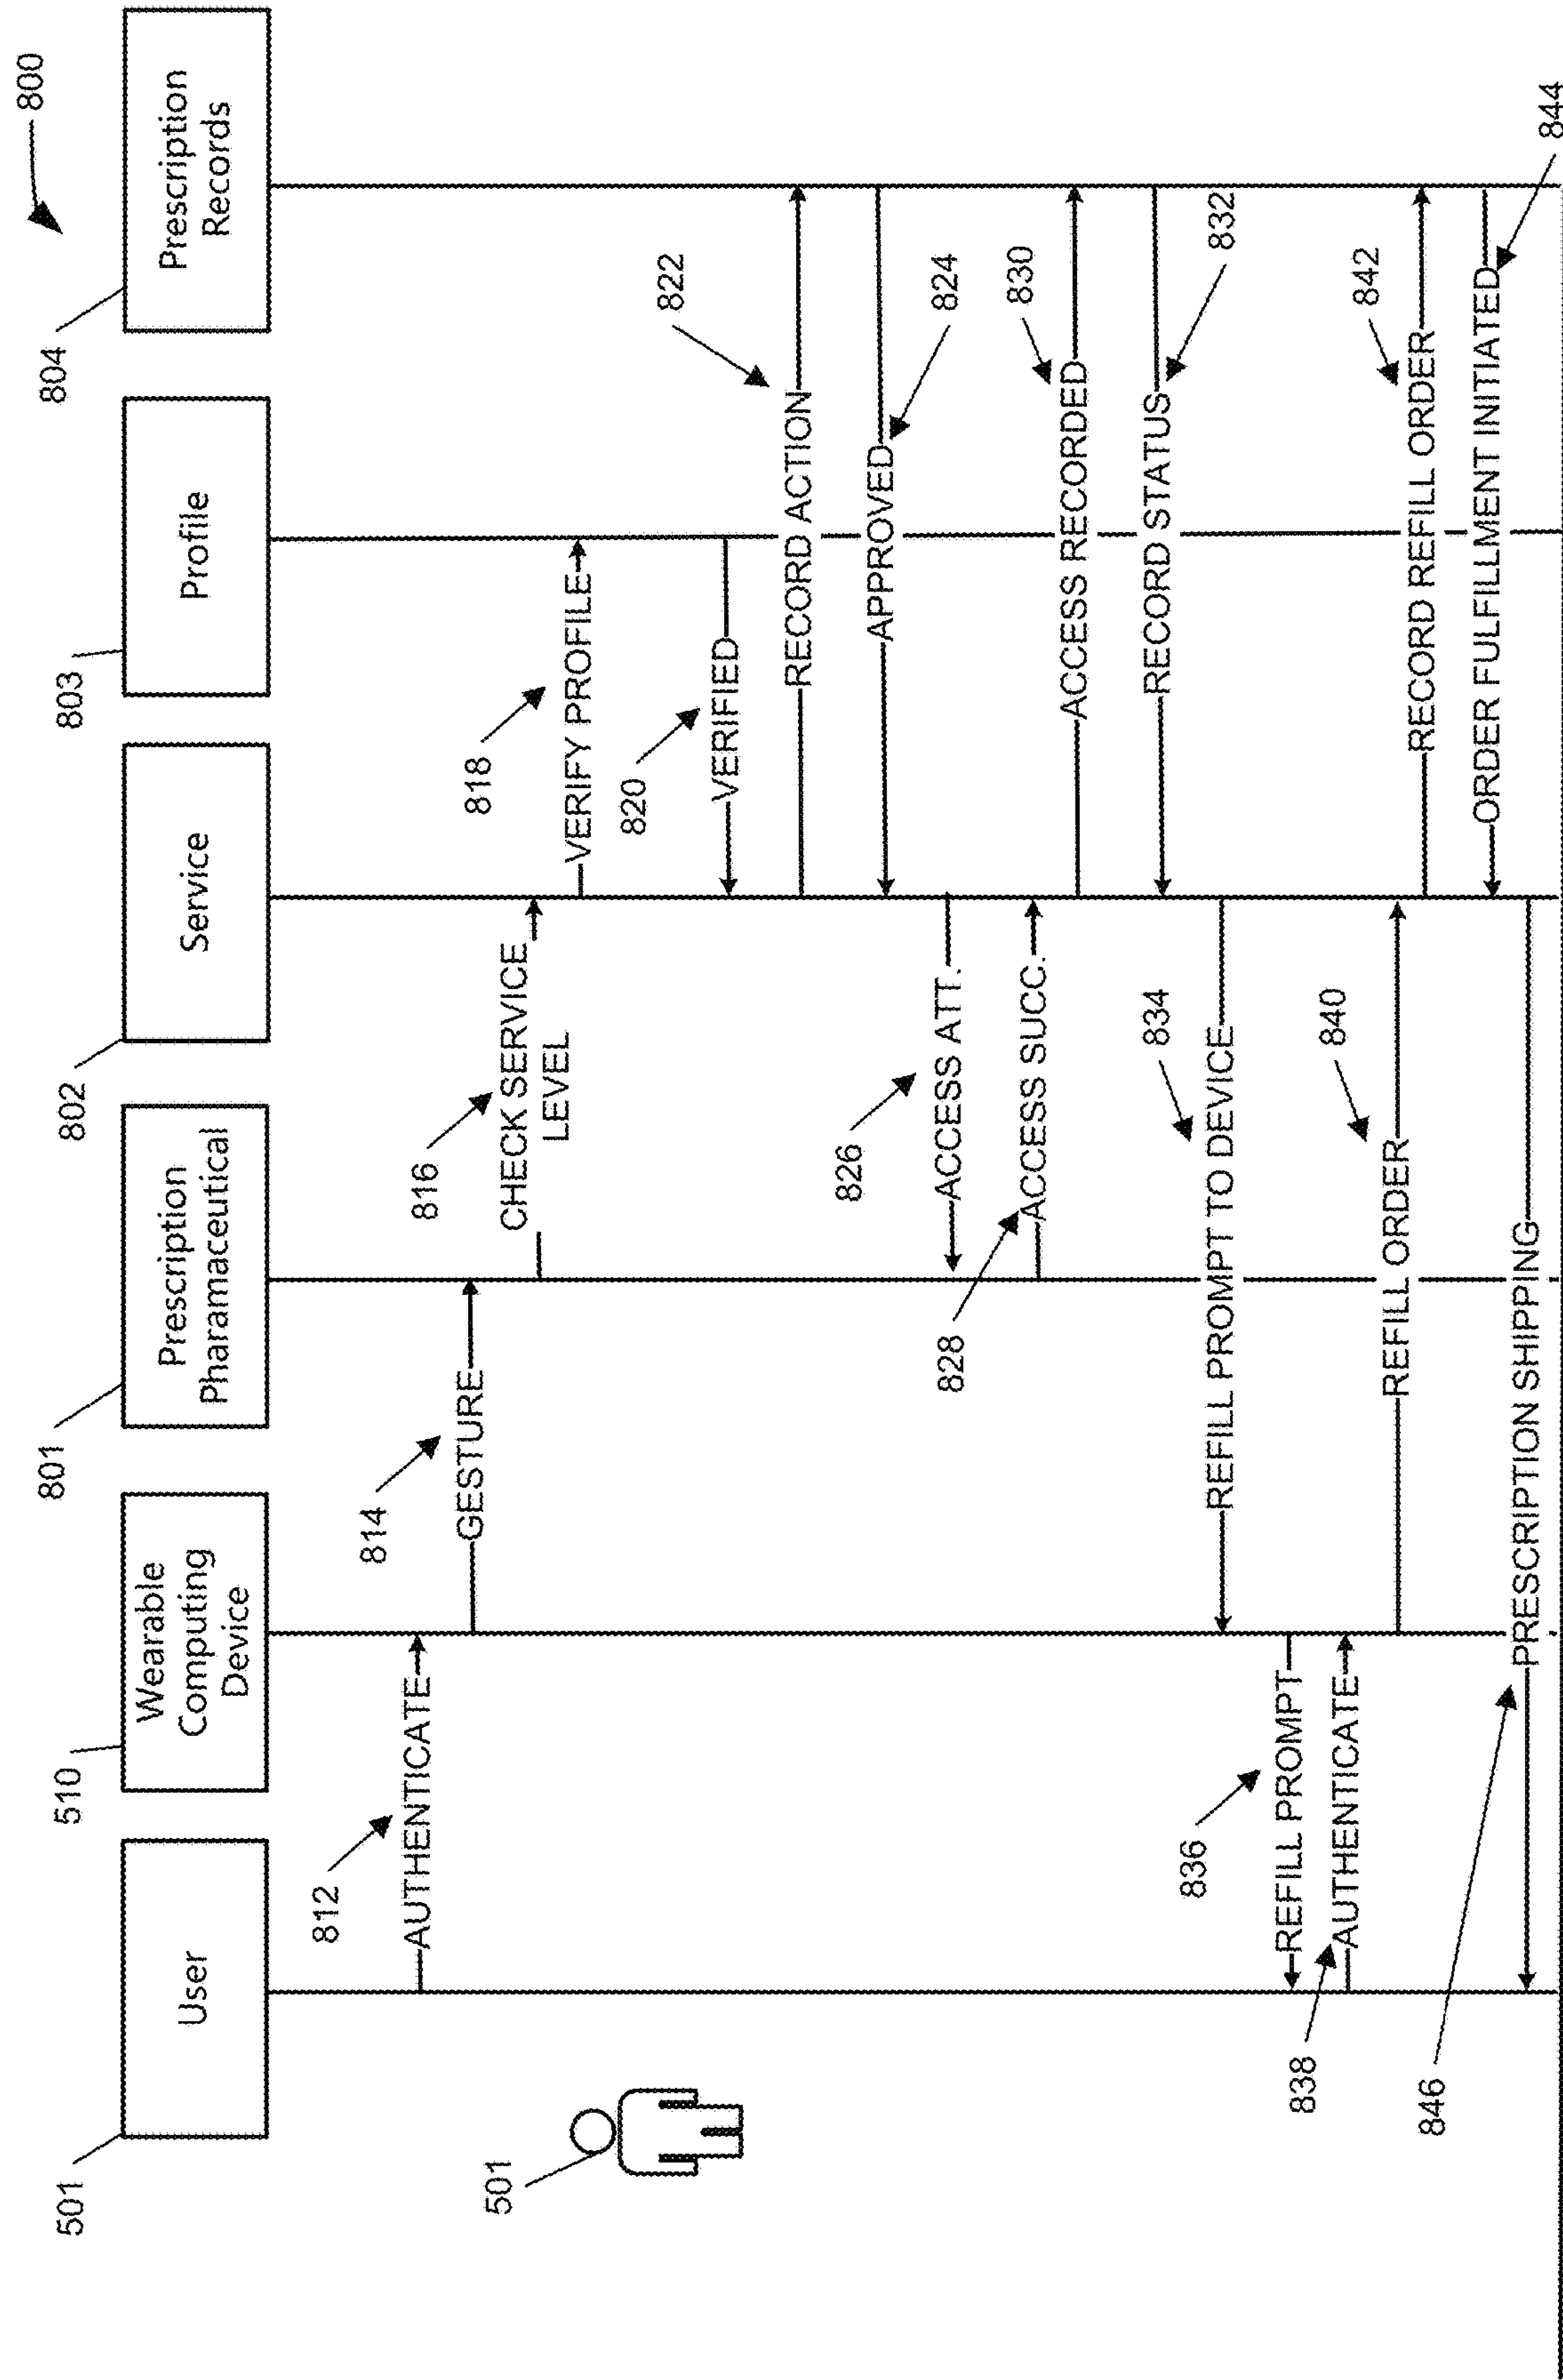 800
501
User
510
Wearable
Computing
Device
801
Prescription
Pharamaceutical
802
Service
803
Profile
804
Prescription
Records
501
812
AUTHENTICATE
814
GESTURE
816
CHECK SERVICE
LEVEL
818
VERIFY PROFILE
820
VERIFIED
822
RECORD ACTION
824
APPROVED
826
ACCESS ATT.
828
ACCESS SUCC.
830
ACCESS RECORDED
832
RECORD STATUS
834
REFILL PROMPT TO DEVICE
836
REFILL PROMPT
838
AUTHENTICATE
840
REFILL ORDER
842
RECORD REFILL ORDER
844
ORDER FULFILLMENT INITIATED
846
PRESCRIPTION SHIPPING